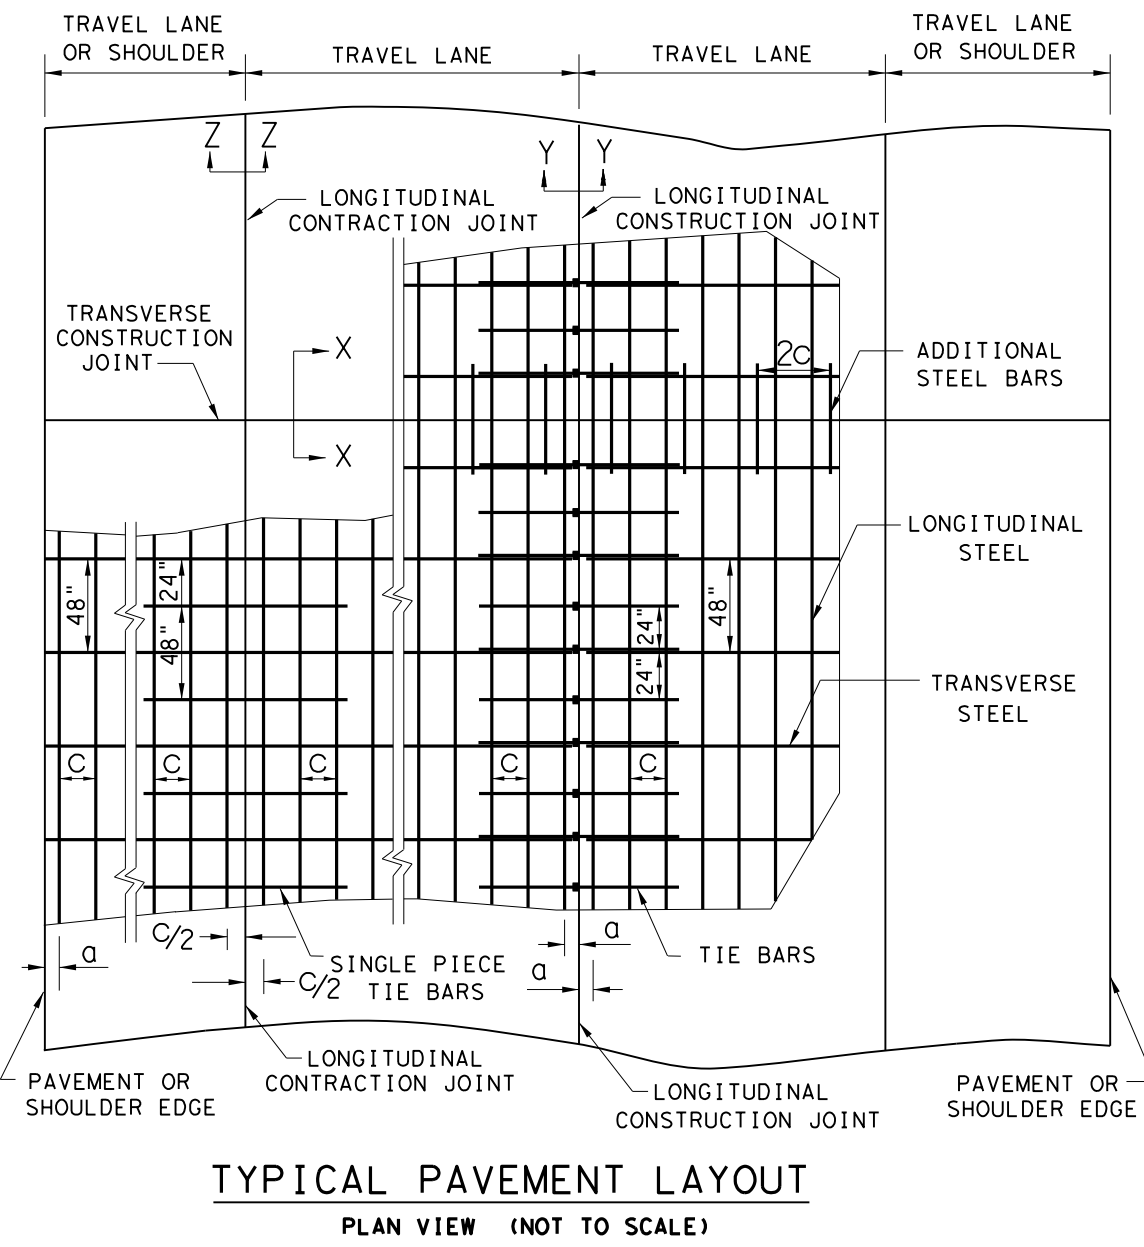 TRAVEL LANE
OR SHOULDER
TRAVEL LANE
TRAVEL LANE
TRAVEL LANE
OR SHOULDER
Z
Z
Y
Y
LONGITUDINAL
CONTRACTION JOINT
LONGITUDINAL
CONSTRUCTION JOINT
TRANSVERSE
CONSTRUCTION
JOINT
X
X
2C
ADDITIONAL
STEEL BARS
LONGITUDINAL
STEEL
48"
24"
48"
24"
24"
48"
TRANSVERSE
STEEL
C
C
C
C
C
C/2
a
a
a
C/2
SINGLE PIECE
TIE BARS
TIE BARS
LONGITUDINAL
CONTRACTION JOINT
LONGITUDINAL
CONSTRUCTION JOINT
PAVEMENT OR
SHOULDER EDGE
PAVEMENT OR
SHOULDER EDGE
TYPICAL PAVEMENT LAYOUT
PLAN VIEW (NOT TO SCALE)